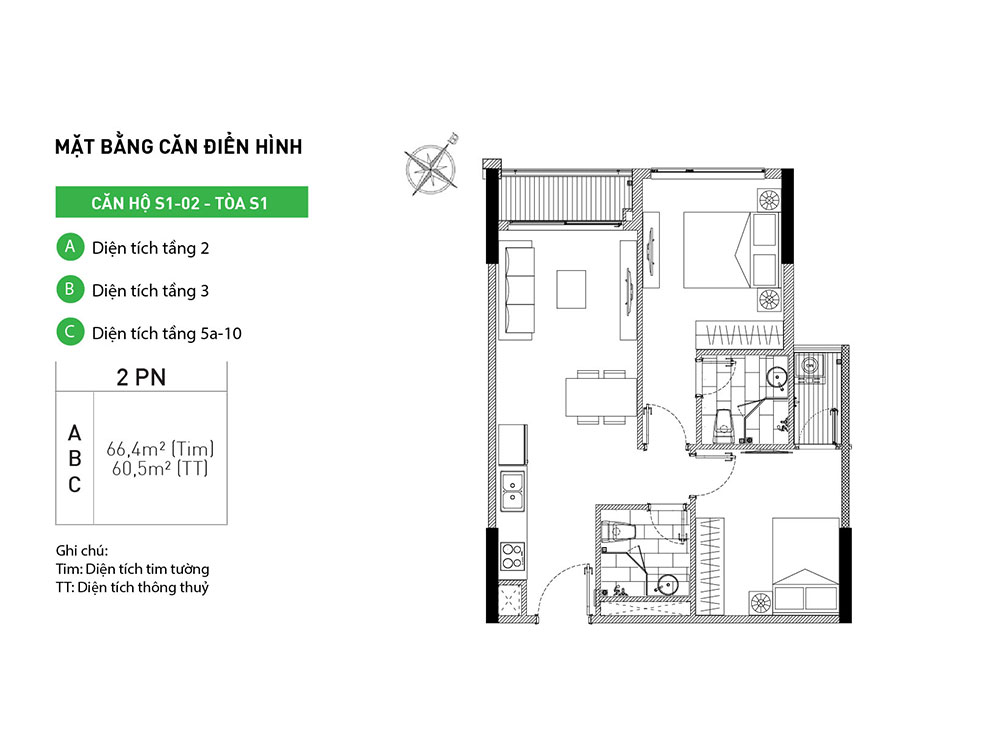 MẶT BẰNG CĂN ĐIỂN HÌNH
CĂN HỘ S1-02 - TÒA S1
A Diện tích tầng 2
B Diện tích tầng 3
C Diện tích tầng 5a-10
2 PN
A
B
C
66,4m² (Tim)
60,5m² (TT)
Ghi chú:
Tim: Diện tích tim tường
TT: Diện tích thông thuỷ
B